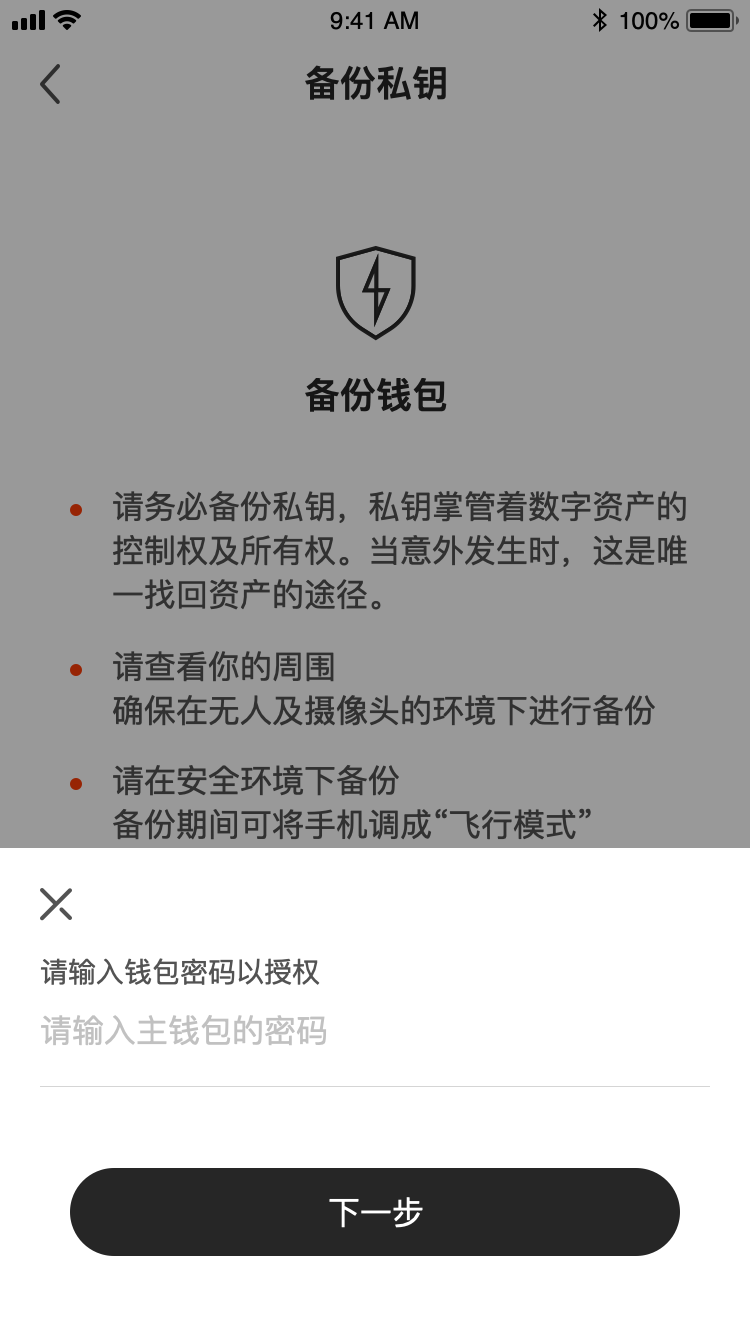 9:41 AM
100%
备份私钥
备份钱包
请务必备份私钥，私钥掌管着数字资产的
控制权及所有权。当意外发生时，这是唯
一找回资产的途径。
请查看你的周围
确保在无人及摄像头的环境下进行备份
请在安全环境下备份
备份期间可将手机调成“飞行模式”
请输入钱包密码以授权
请输入主钱包的密码
下一步